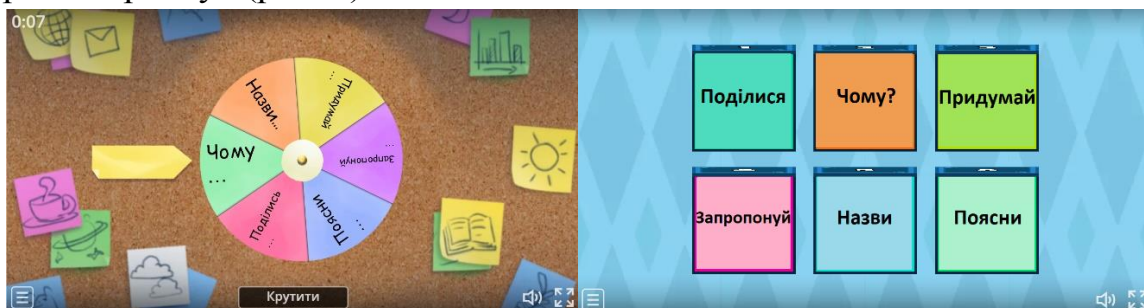 0:07
Назви...
Придумай
...
Чому
...
Запропонуй
...
Поділись
...
Поясни
...
Крутити
Поділися
Чому?
Придумай
Запропонуй
Назви
Поясни